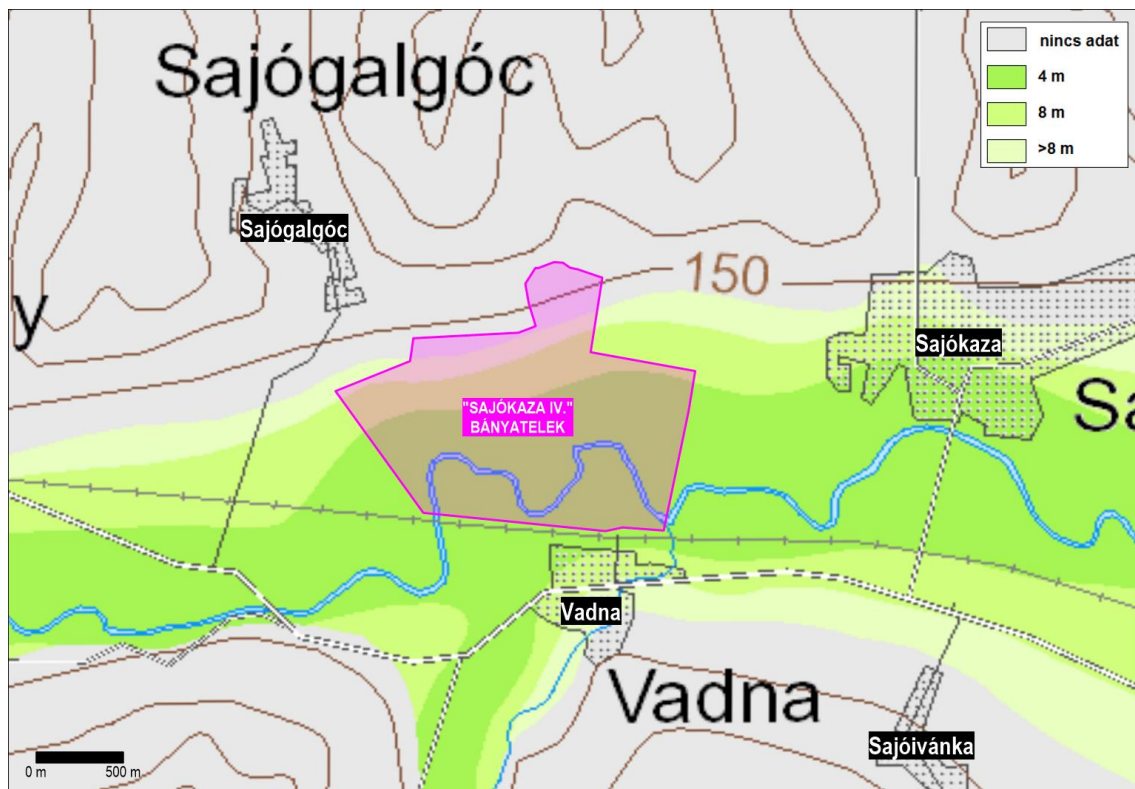 Sajógalgóc
nincs adat
4 m
8 m
>8 m
Sajógalgóc
150
y
Sajókaza
"SAJÓKAZA IV."
BÁNYATELEK
Sa
Vadna
Vadna
Sajóivánka
0 m
500 m